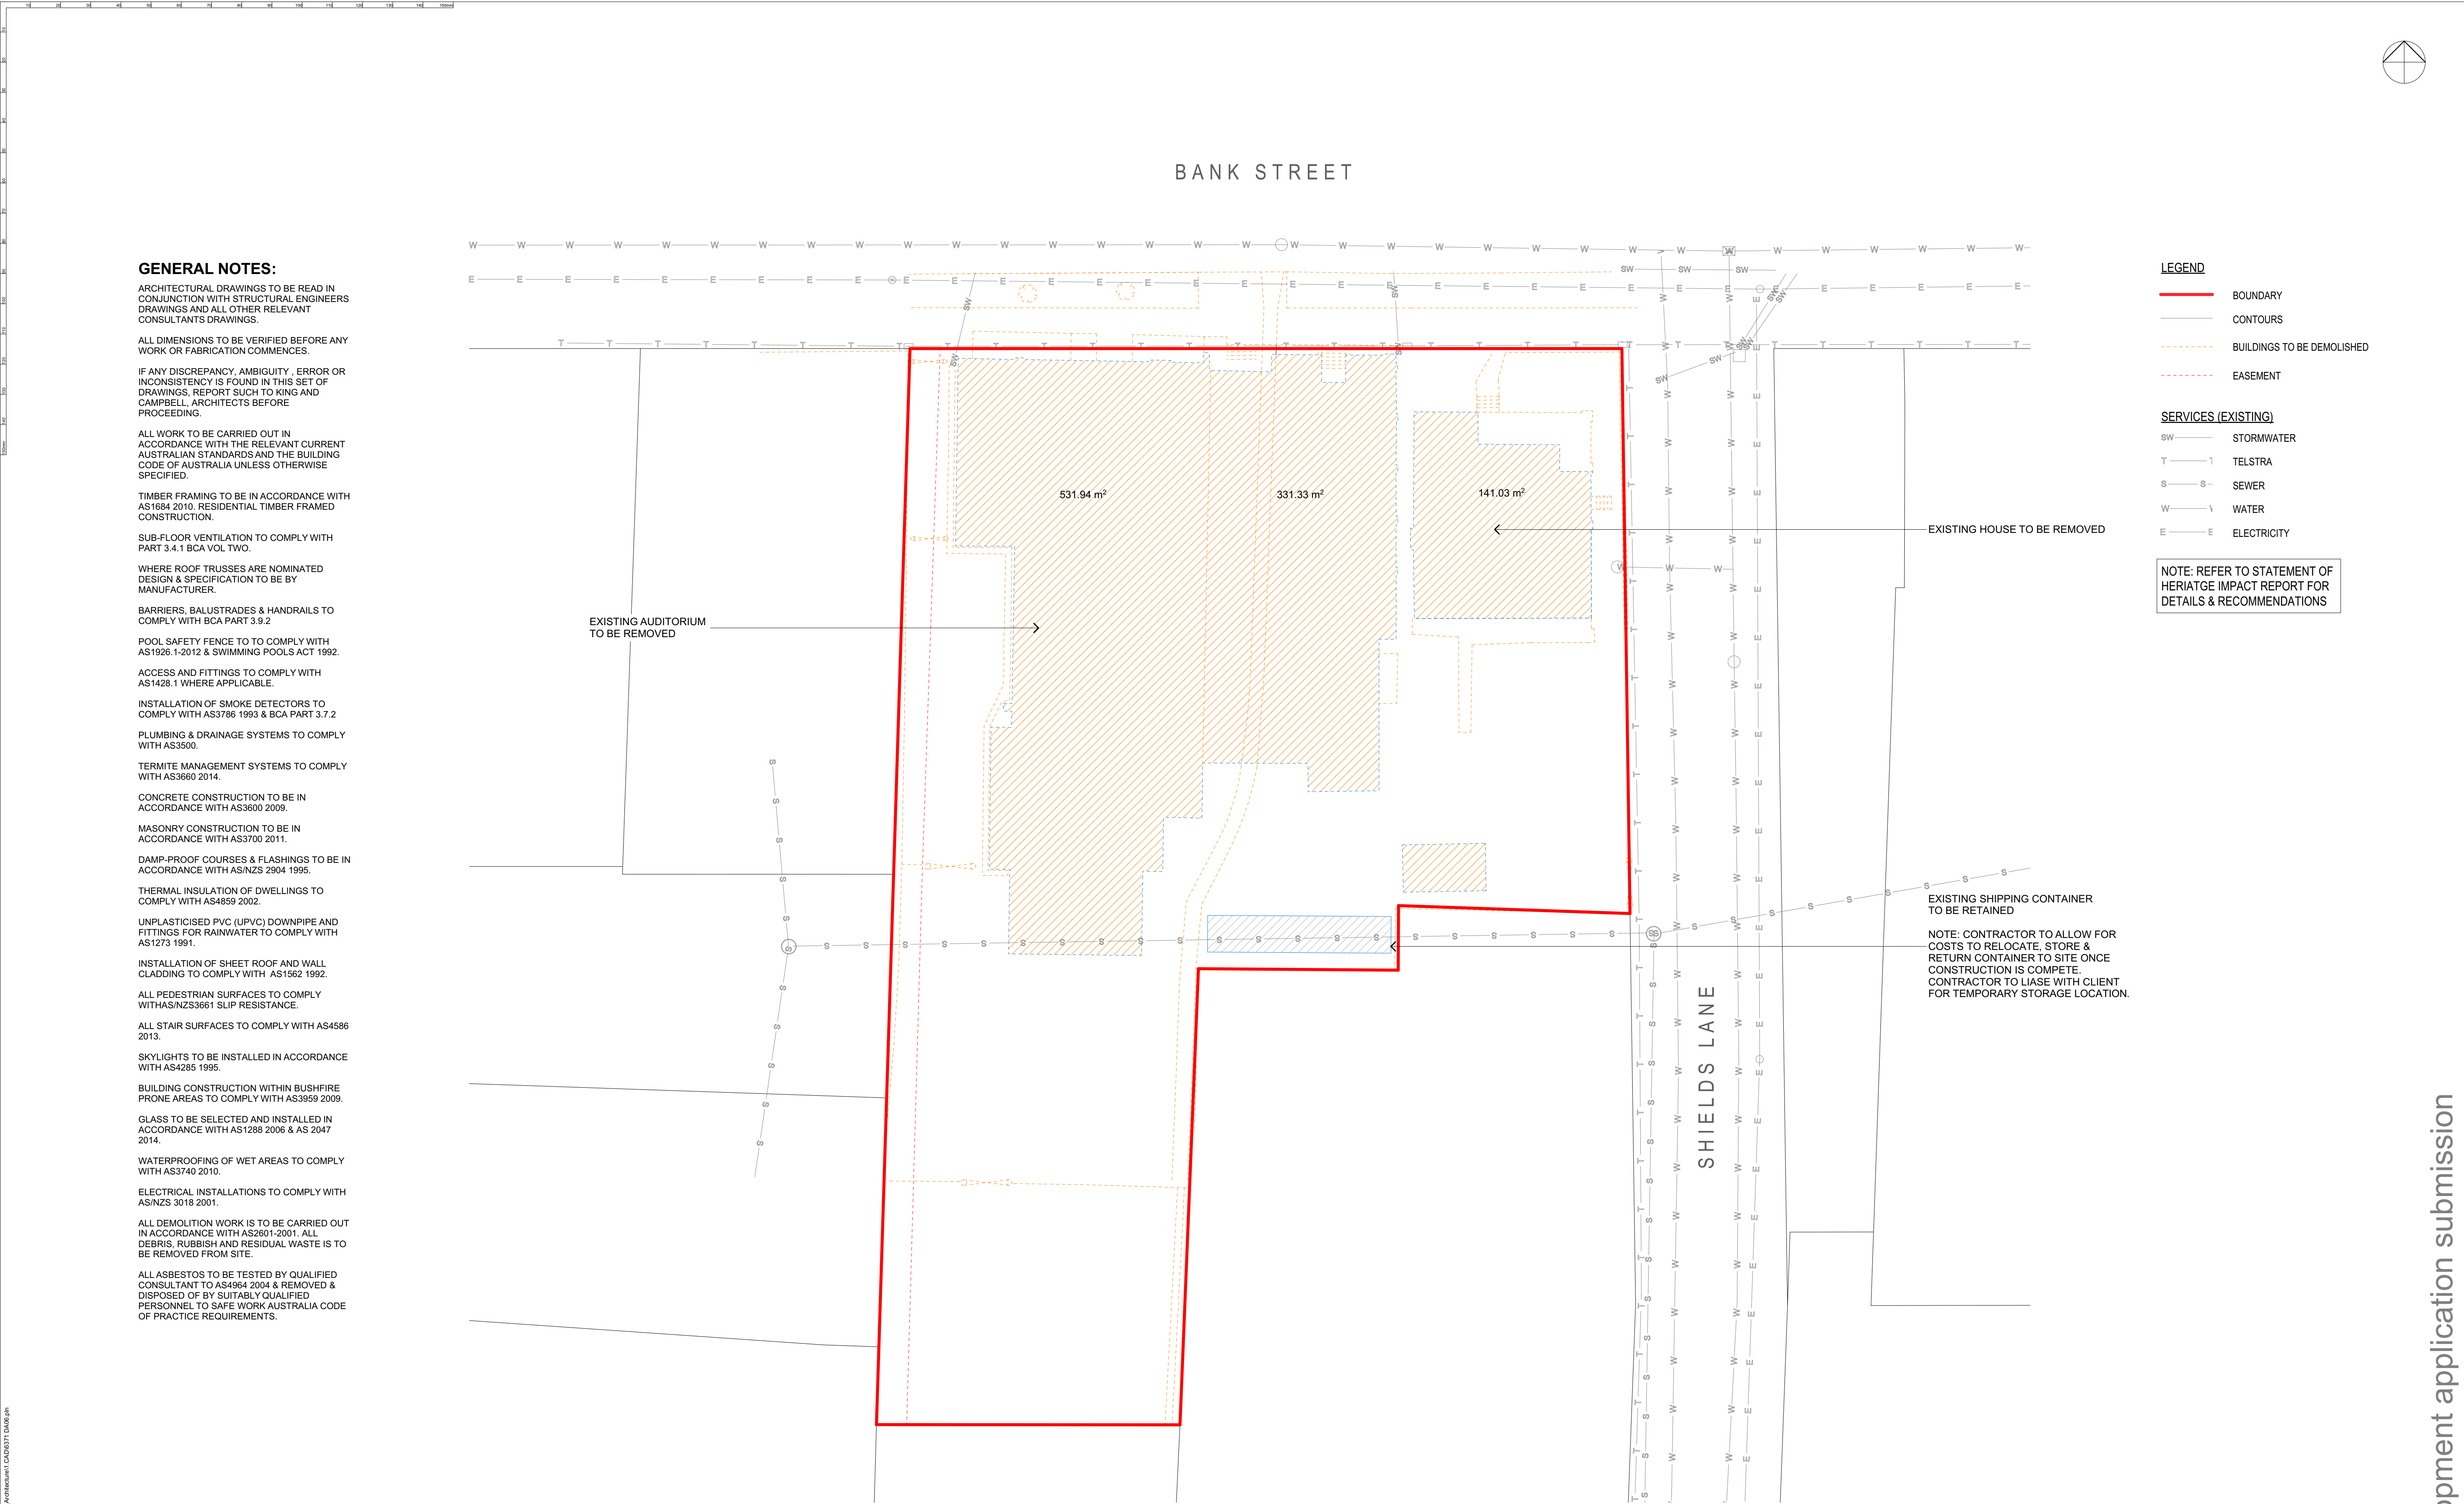 BANK STREET
GENERAL NOTES:
ARCHITECTURAL DRAWINGS TO BE READ IN
CONJUNCTION WITH STRUCTURAL ENGINEERS
DRAWINGS AND ALL OTHER RELEVANT
CONSULTANTS DRAWINGS.
ALL DIMENSIONS TO BE VERIFIED BEFORE ANY
WORK OR FABRICATION COMMENCES.
IF ANY DISCREPANCY, AMBIGUITY , ERROR OR
INCONSISTENCY IS FOUND IN THIS SET OF
DRAWINGS, REPORT SUCH TO KING AND
CAMPBELL, ARCHITECTS BEFORE
PROCEEDING.
ALL WORK TO BE CARRIED OUT IN
ACCORDANCE WITH THE RELEVANT CURRENT
AUSTRALIAN STANDARDS AND THE BUILDING
CODE OF AUSTRALIA UNLESS OTHERWISE
SPECIFIED.
TIMBER FRAMING TO BE IN ACCORDANCE WITH
AS1684 2010. RESIDENTIAL TIMBER FRAMED
CONSTRUCTION.
SUB-FLOOR VENTILATION TO COMPLY WITH
PART 3.4.1 BCA VOL TWO.
WHERE ROOF TRUSSES ARE NOMINATED
DESIGN & SPECIFICATION TO BE BY
MANUFACTURER.
BARRIERS, BALUSTRADES & HANDRAILS TO
COMPLY WITH BCA PART 3.9.2
POOL SAFETY FENCE TO TO COMPLY WITH
AS1926.1-2012 & SWIMMING POOLS ACT 1992.
ACCESS AND FITTINGS TO COMPLY WITH
AS1428.1 WHERE APPLICABLE.
INSTALLATION OF SMOKE DETECTORS TO
COMPLY WITH AS3786 1993 & BCA PART 3.7.2
PLUMBING & DRAINAGE SYSTEMS TO COMPLY
WITH AS3500.
TERMITE MANAGEMENT SYSTEMS TO COMPLY
WITH AS3660 2014.
CONCRETE CONSTRUCTION TO BE IN
ACCORDANCE WITH AS3600 2009.
MASONRY CONSTRUCTION TO BE IN
ACCORDANCE WITH AS3700 2011.
DAMP-PROOF COURSES & FLASHINGS TO BE IN
ACCORDANCE WITH AS/NZS 2904 1995.
THERMAL INSULATION OF DWELLINGS TO
COMPLY WITH AS4859 2002.
UNPLASTICISED PVC (UPVC) DOWNPIPE AND
FITTINGS FOR RAINWATER TO COMPLY WITH
AS1273 1991.
INSTALLATION OF SHEET ROOF AND WALL
CLADDING TO COMPLY WITH AS1562 1992.
ALL PEDESTRIAN SURFACES TO COMPLY
WITHAS/NZS3661 SLIP RESISTANCE.
ALL STAIR SURFACES TO COMPLY WITH AS4586
2013.
SKYLIGHTS TO BE INSTALLED IN ACCORDANCE
WITH AS4285 1995.
BUILDING CONSTRUCTION WITHIN BUSHFIRE
PRONE AREAS TO COMPLY WITH AS3959 2009.
GLASS TO BE SELECTED AND INSTALLED IN
ACCORDANCE WITH AS1288 2006 & AS 2047
2014.
WATERPROOFING OF WET AREAS TO COMPLY
WITH AS3740 2010.
ELECTRICAL INSTALLATIONS TO COMPLY WITH
AS/NZS 3018 2001.
ALL DEMOLITION WORK IS TO BE CARRIED OUT
IN ACCORDANCE WITH AS2601-2001. ALL
DEBRIS, RUBBISH AND RESIDUAL WASTE IS TO
BE REMOVED FROM SITE.
ALL ASBESTOS TO BE TESTED BY QUALIFIED
CONSULTANT TO AS4964 2004 & REMOVED &
DISPOSED OF BY SUITABLY QUALIFIED
PERSONNEL TO SAFE WORK AUSTRALIA CODE
OF PRACTICE REQUIREMENTS.
EXISTING AUDITORIUM
TO BE REMOVED
531.94 m²
331.33 m²
141.03 m²
EXISTING HOUSE TO BE REMOVED
EXISTING SHIPPING CONTAINER
TO BE RETAINED
NOTE: CONTRACTOR TO ALLOW FOR
COSTS TO RELOCATE, STORE &
RETURN CONTAINER TO SITE ONCE
CONSTRUCTION IS COMPETE.
CONTRACTOR TO LIASE WITH CLIENT
FOR TEMPORARY STORAGE LOCATION.
SHIELDS LANE
LEGEND
BOUNDARY
CONTOURS
BUILDINGS TO BE DEMOLISHED
EASEMENT
SERVICES (EXISTING)
SW STORMWATER
T T TELSTRA
S S SEWER
W WATER
E E ELECTRICITY
NOTE: REFER TO STATEMENT OF
HERIATGE IMPACT REPORT FOR
DETAILS & RECOMMENDATIONS
opment application submission
Architecture\1.CAD\6371 DA06.pln